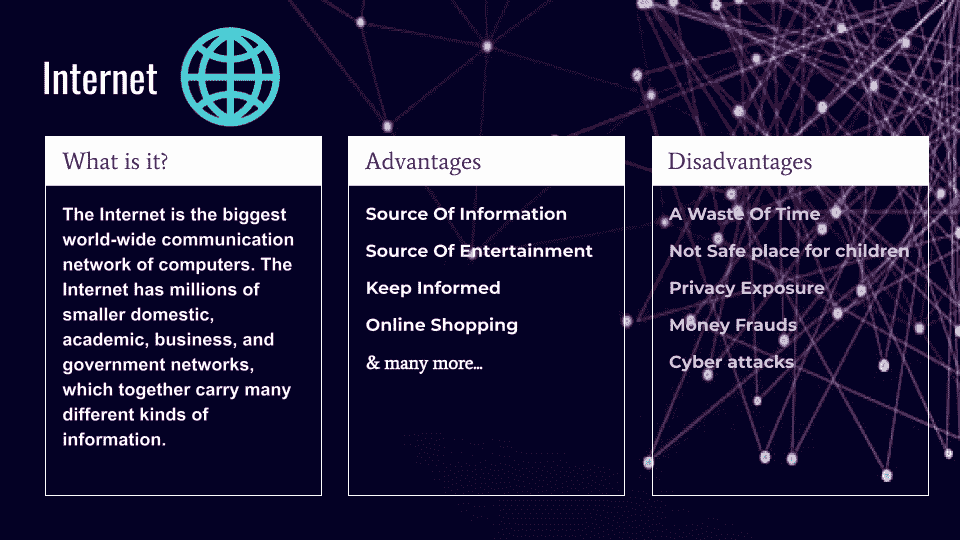 Internet
What is it?
The Internet is the biggest
world-wide communication
network of computers. The
Internet has millions of
smaller domestic,
academic, business, and
government networks,
which together carry many
different kinds of
information.
Advantages
Source Of Information
Source Of Entertainment
Keep Informed
Online Shopping
& many more...
Disadvantages
A Waste Of Time
Not Safe place for children
Privacy Exposure
Money Frauds
Cyber attacks